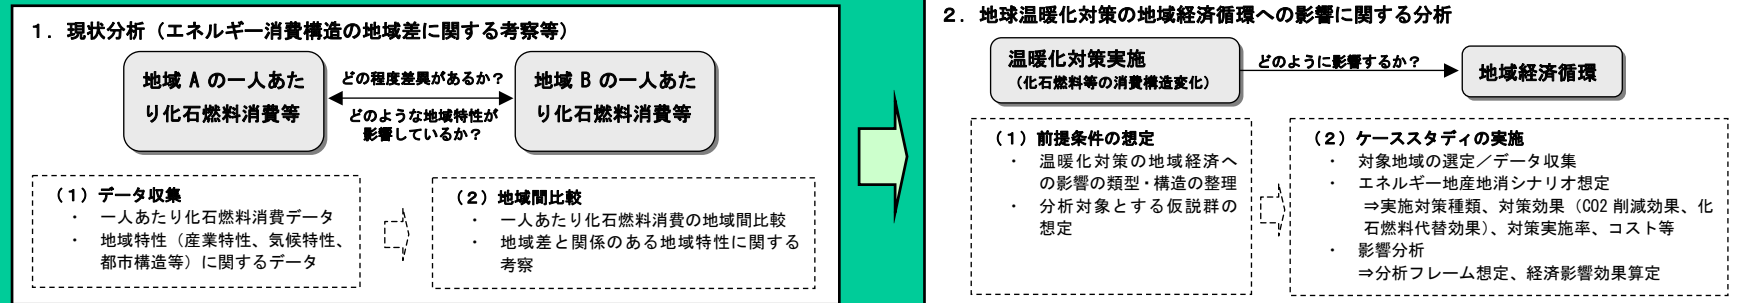 1．現状分析（エネルギー消費構造の地域差に関する考察等）
地域 A の一人あた
り化石燃料消費等
どの程度差異があるか？
どのような地域特性が
影響しているか？
地域 B の一人あた
り化石燃料消費等
（1）データ収集
・ 一人あたり化石燃料消費データ
・ 地域特性（産業特性、気候特性、
都市構造等）に関するデータ
（2）地域間比較
・ 一人あたり化石燃料消費の地域間比較
・ 地域差と関係のある地域特性に関する
考察
2．地球温暖化対策の地域経済循環への影響に関する分析
温暖化対策実施
（化石燃料等の消費構造変化）
どのように影響するか？
地域経済循環
（1）前提条件の想定
・ 温暖化対策の地域経済へ
の影響の類型・構造の整理
・ 分析対象とする仮説群の
想定
（2）ケーススタディの実施
・ 対象地域の選定／データ収集
・ エネルギー地産地消シナリオ想定
⇒実施対策種類、対策効果（CO2 削減効果、化
石燃料代替効果）、対策実施率、コスト等
・ 影響分析
⇒分析フレーム想定、経済影響効果算定